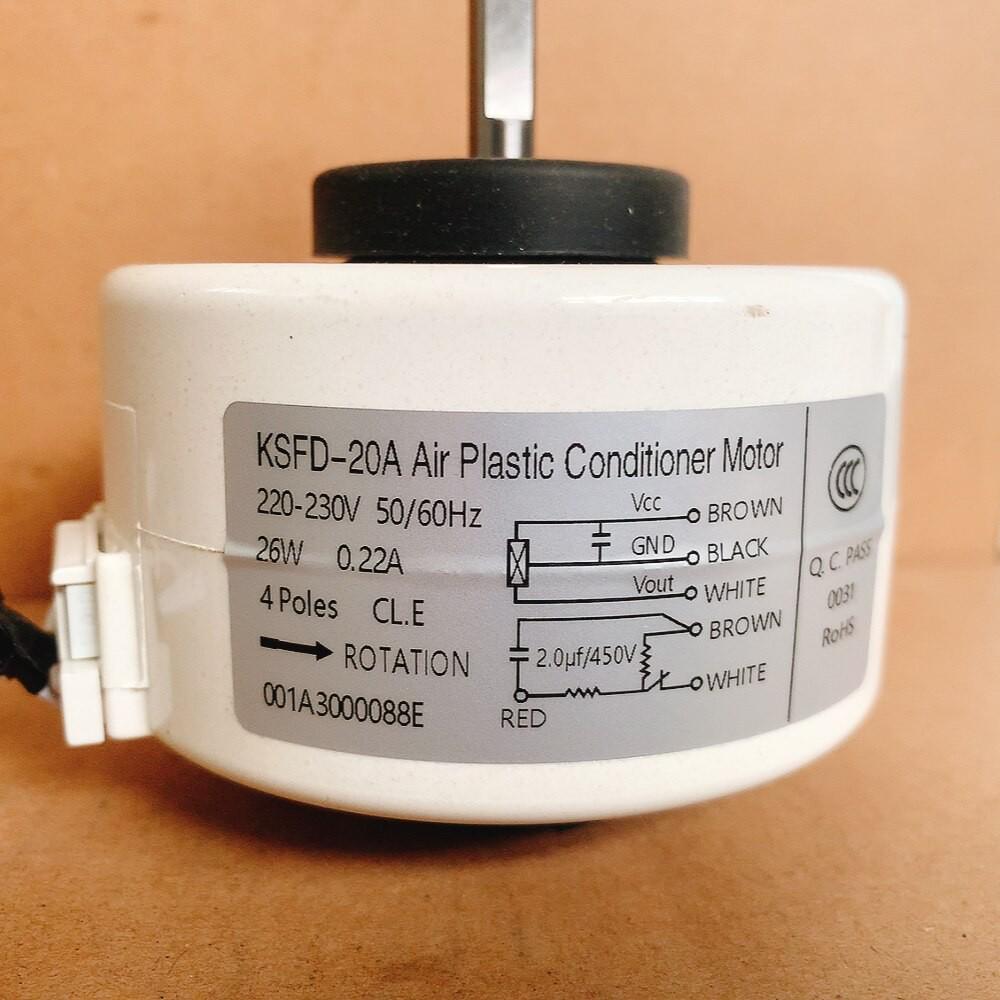 KSFD-20A Air Plastic Conditioner Motor
220-230V 50/60Hz
26W 0.22A
4 Poles CL.E
ROTATION
001A3000088E
Vcc BROWN
GND BLACK
Vout WHITE
BROWN
2.0μf/450V
WHITE
RED
CCC
Q. C. PASS
0031
RoHS